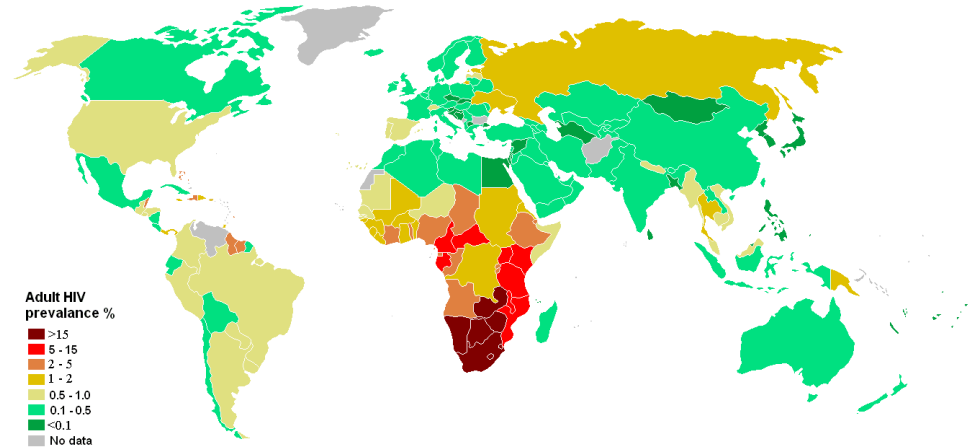 Adult HIV
prevalance %
>15
5 - 15
2 - 5
1 - 2
0.5 - 1.0
0.1 - 0.5
<0.1
No data